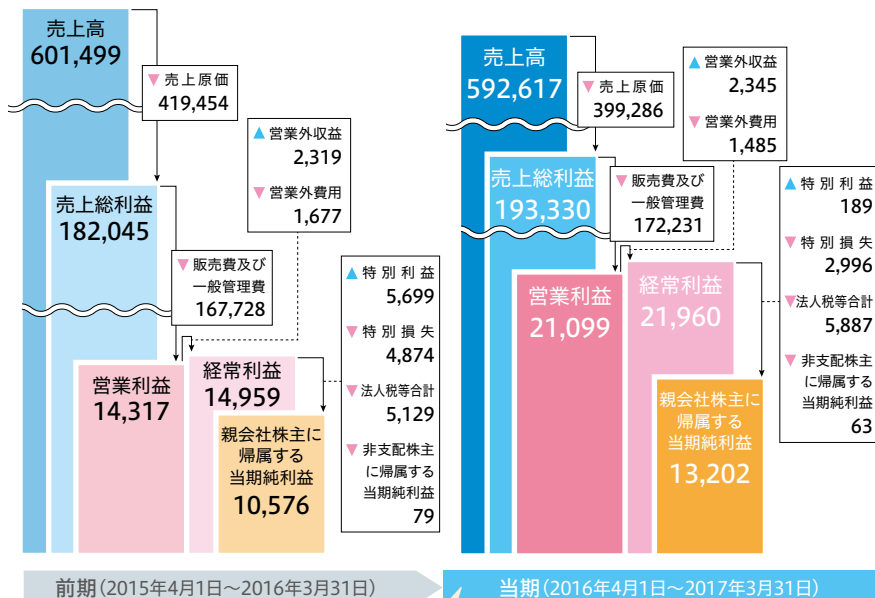 売上高
601,499
▼売上原価
419,454
▲営業外収益
2,319
▼営業外費用
1,677
売上総利益
182,045
▼販売費及び
一般管理費
167,728
▲特別利益
5,699
▼特別損失
4,874
▼法人税等合計
5,129
▼非支配株主
に帰属する
当期純利益
79
営業利益
14,317
経常利益
14,959
親会社株主に
帰属する
当期純利益
10,576
前期(2015年4月1日〜2016年3月31日)
売上高
592,617
▼売上原価
399,286
▲営業外収益
2,345
▼営業外費用
1,485
売上総利益
193,330
▼販売費及び
一般管理費
172,231
▲特別利益
189
▼特別損失
2,996
▼法人税等合計
5,887
▼非支配株主
に帰属する
当期純利益
63
営業利益
21,099
経常利益
21,960
親会社株主に
帰属する
当期純利益
13,202
当期(2016年4月1日〜2017年3月31日)